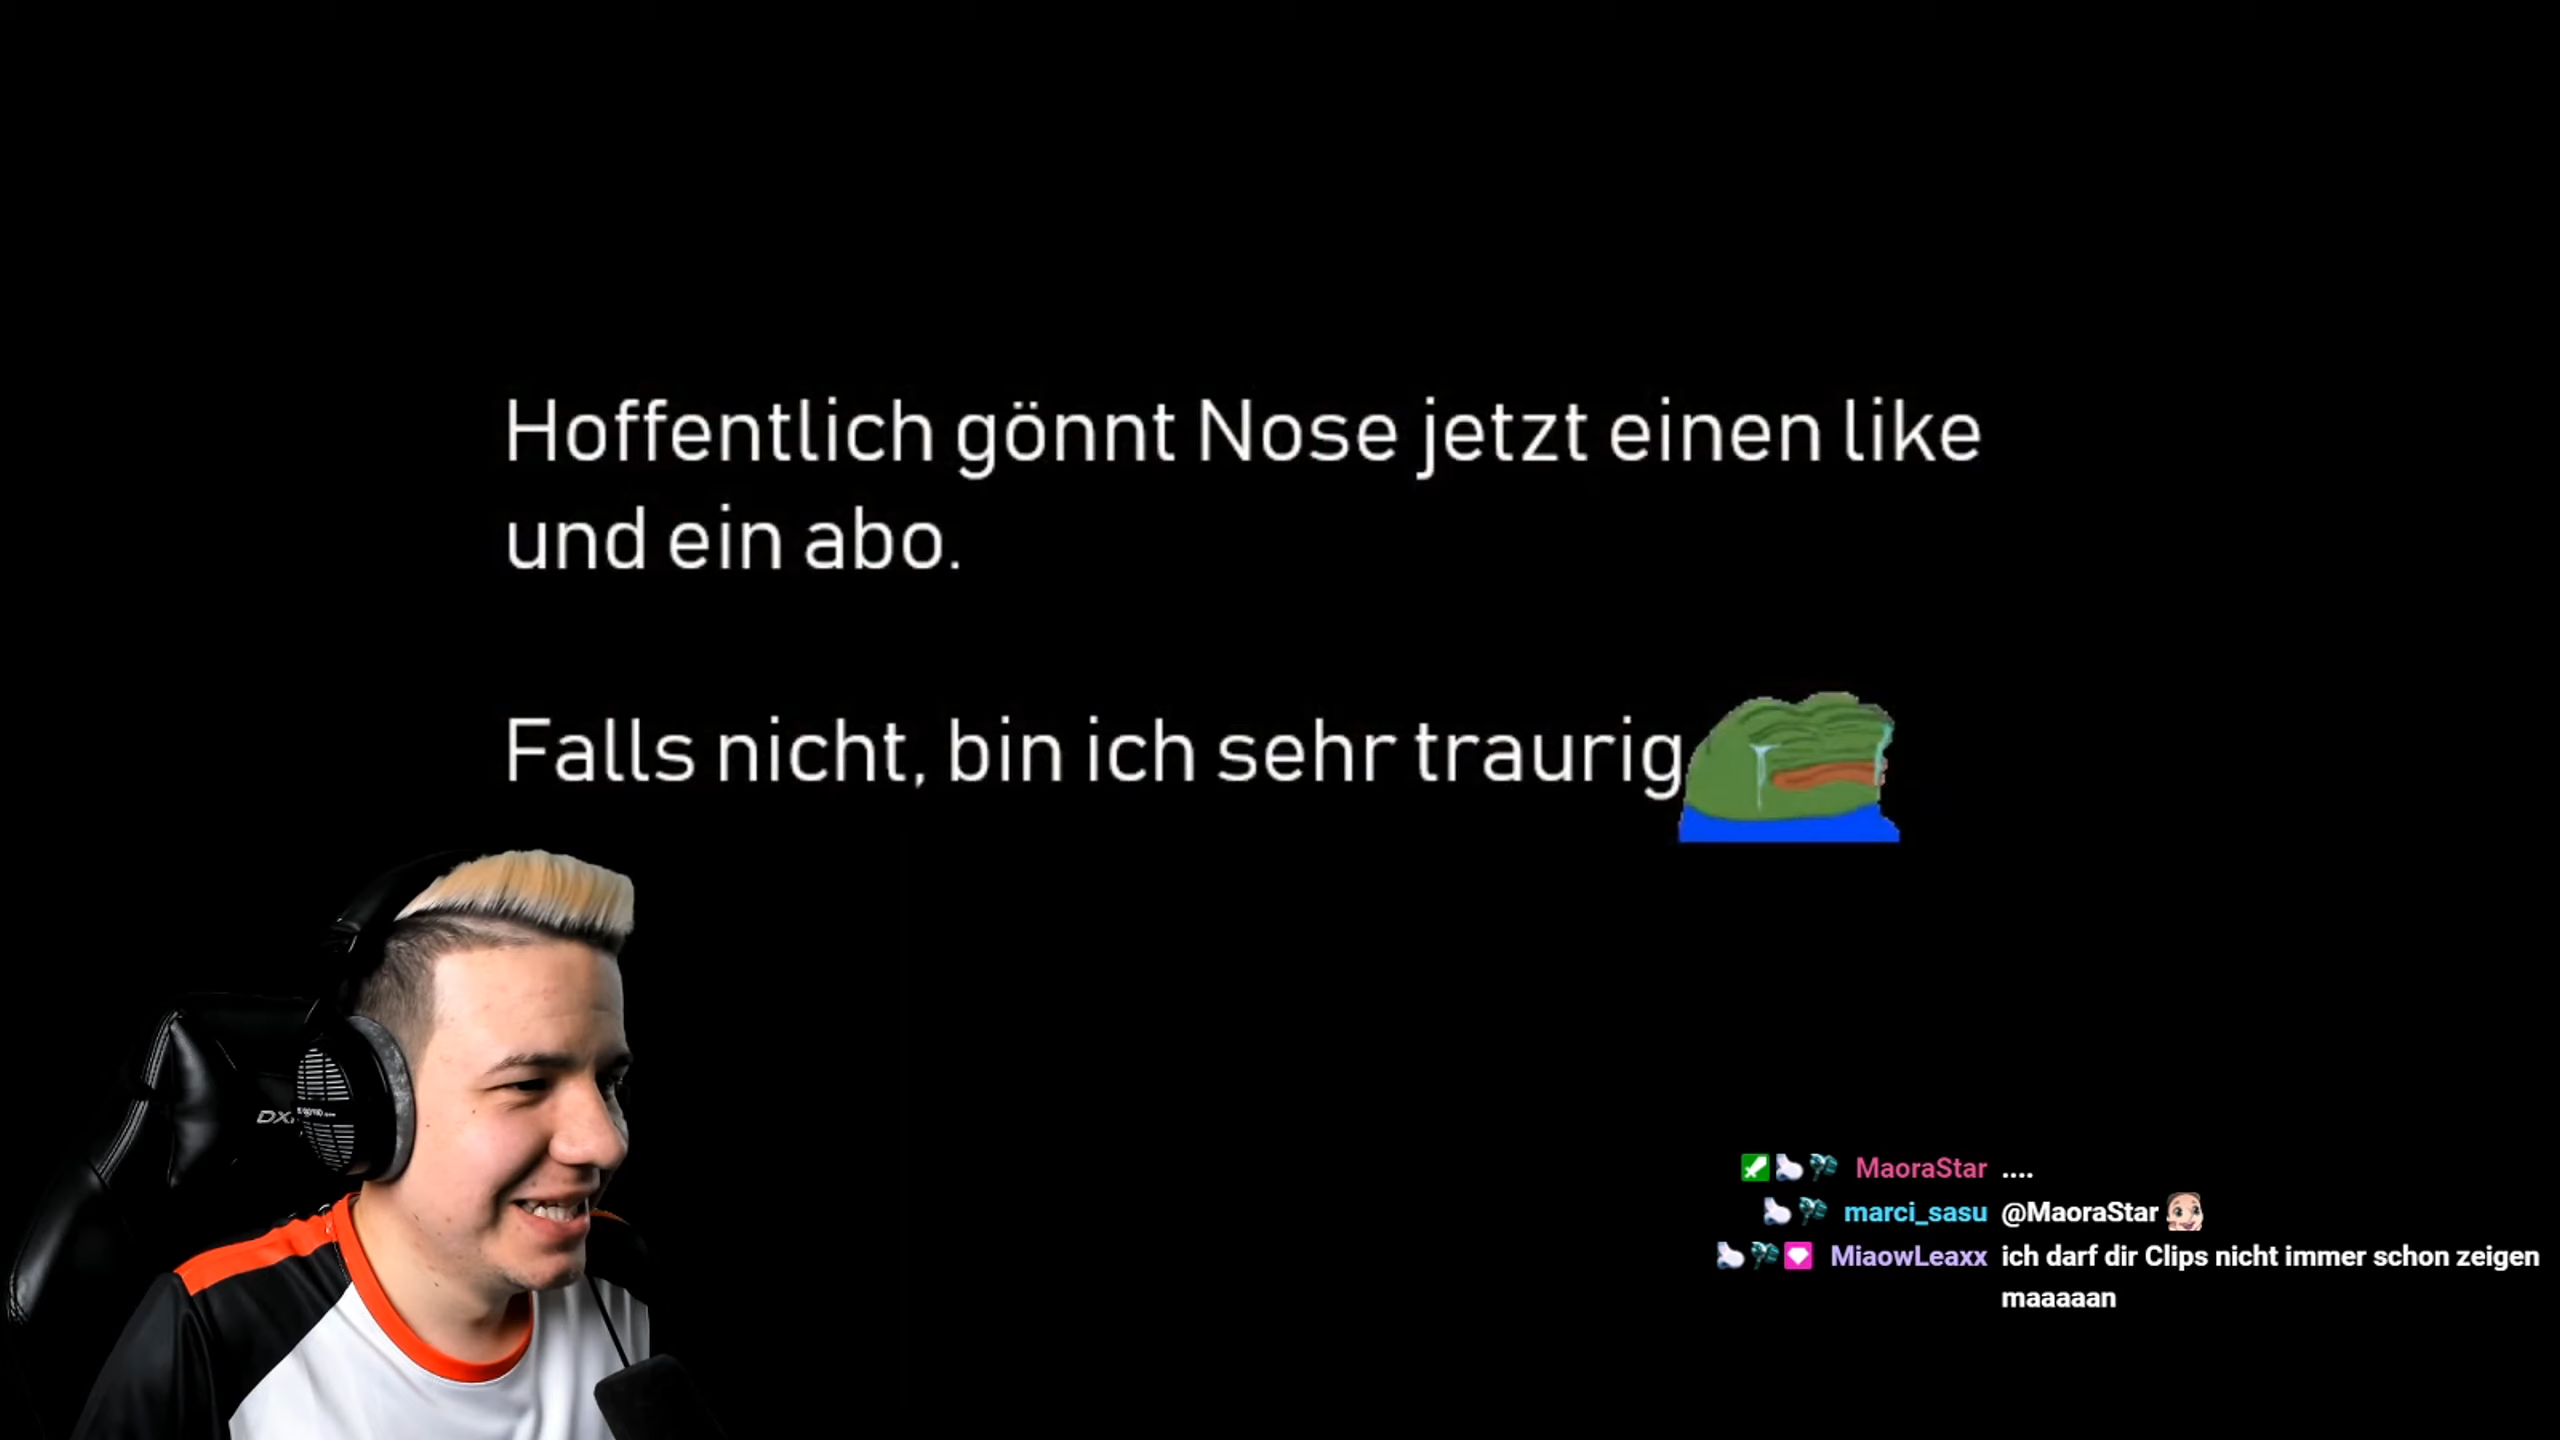 Hoffentlich gönnt Nose jetzt einen like
und ein abo.
Falls nicht, bin ich sehr traurig
DX
MaoraStar ....
marci_sasu @MaoraStar
MiaowLeaxx ich darf dir Clips nicht immer schon zeigen
maaaaan